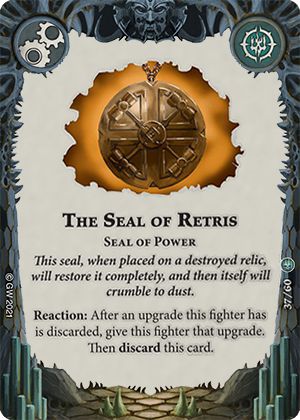 THE SEAL OF RETRIS
SEAL OF POWER
This seal, when placed on a destroyed relic,
will restore it completely, and then itself will
crumble to dust.
Reaction: After an upgrade this fighter has
is discarded, give this fighter that upgrade.
Then discard this card.
© GW 2021
37/60